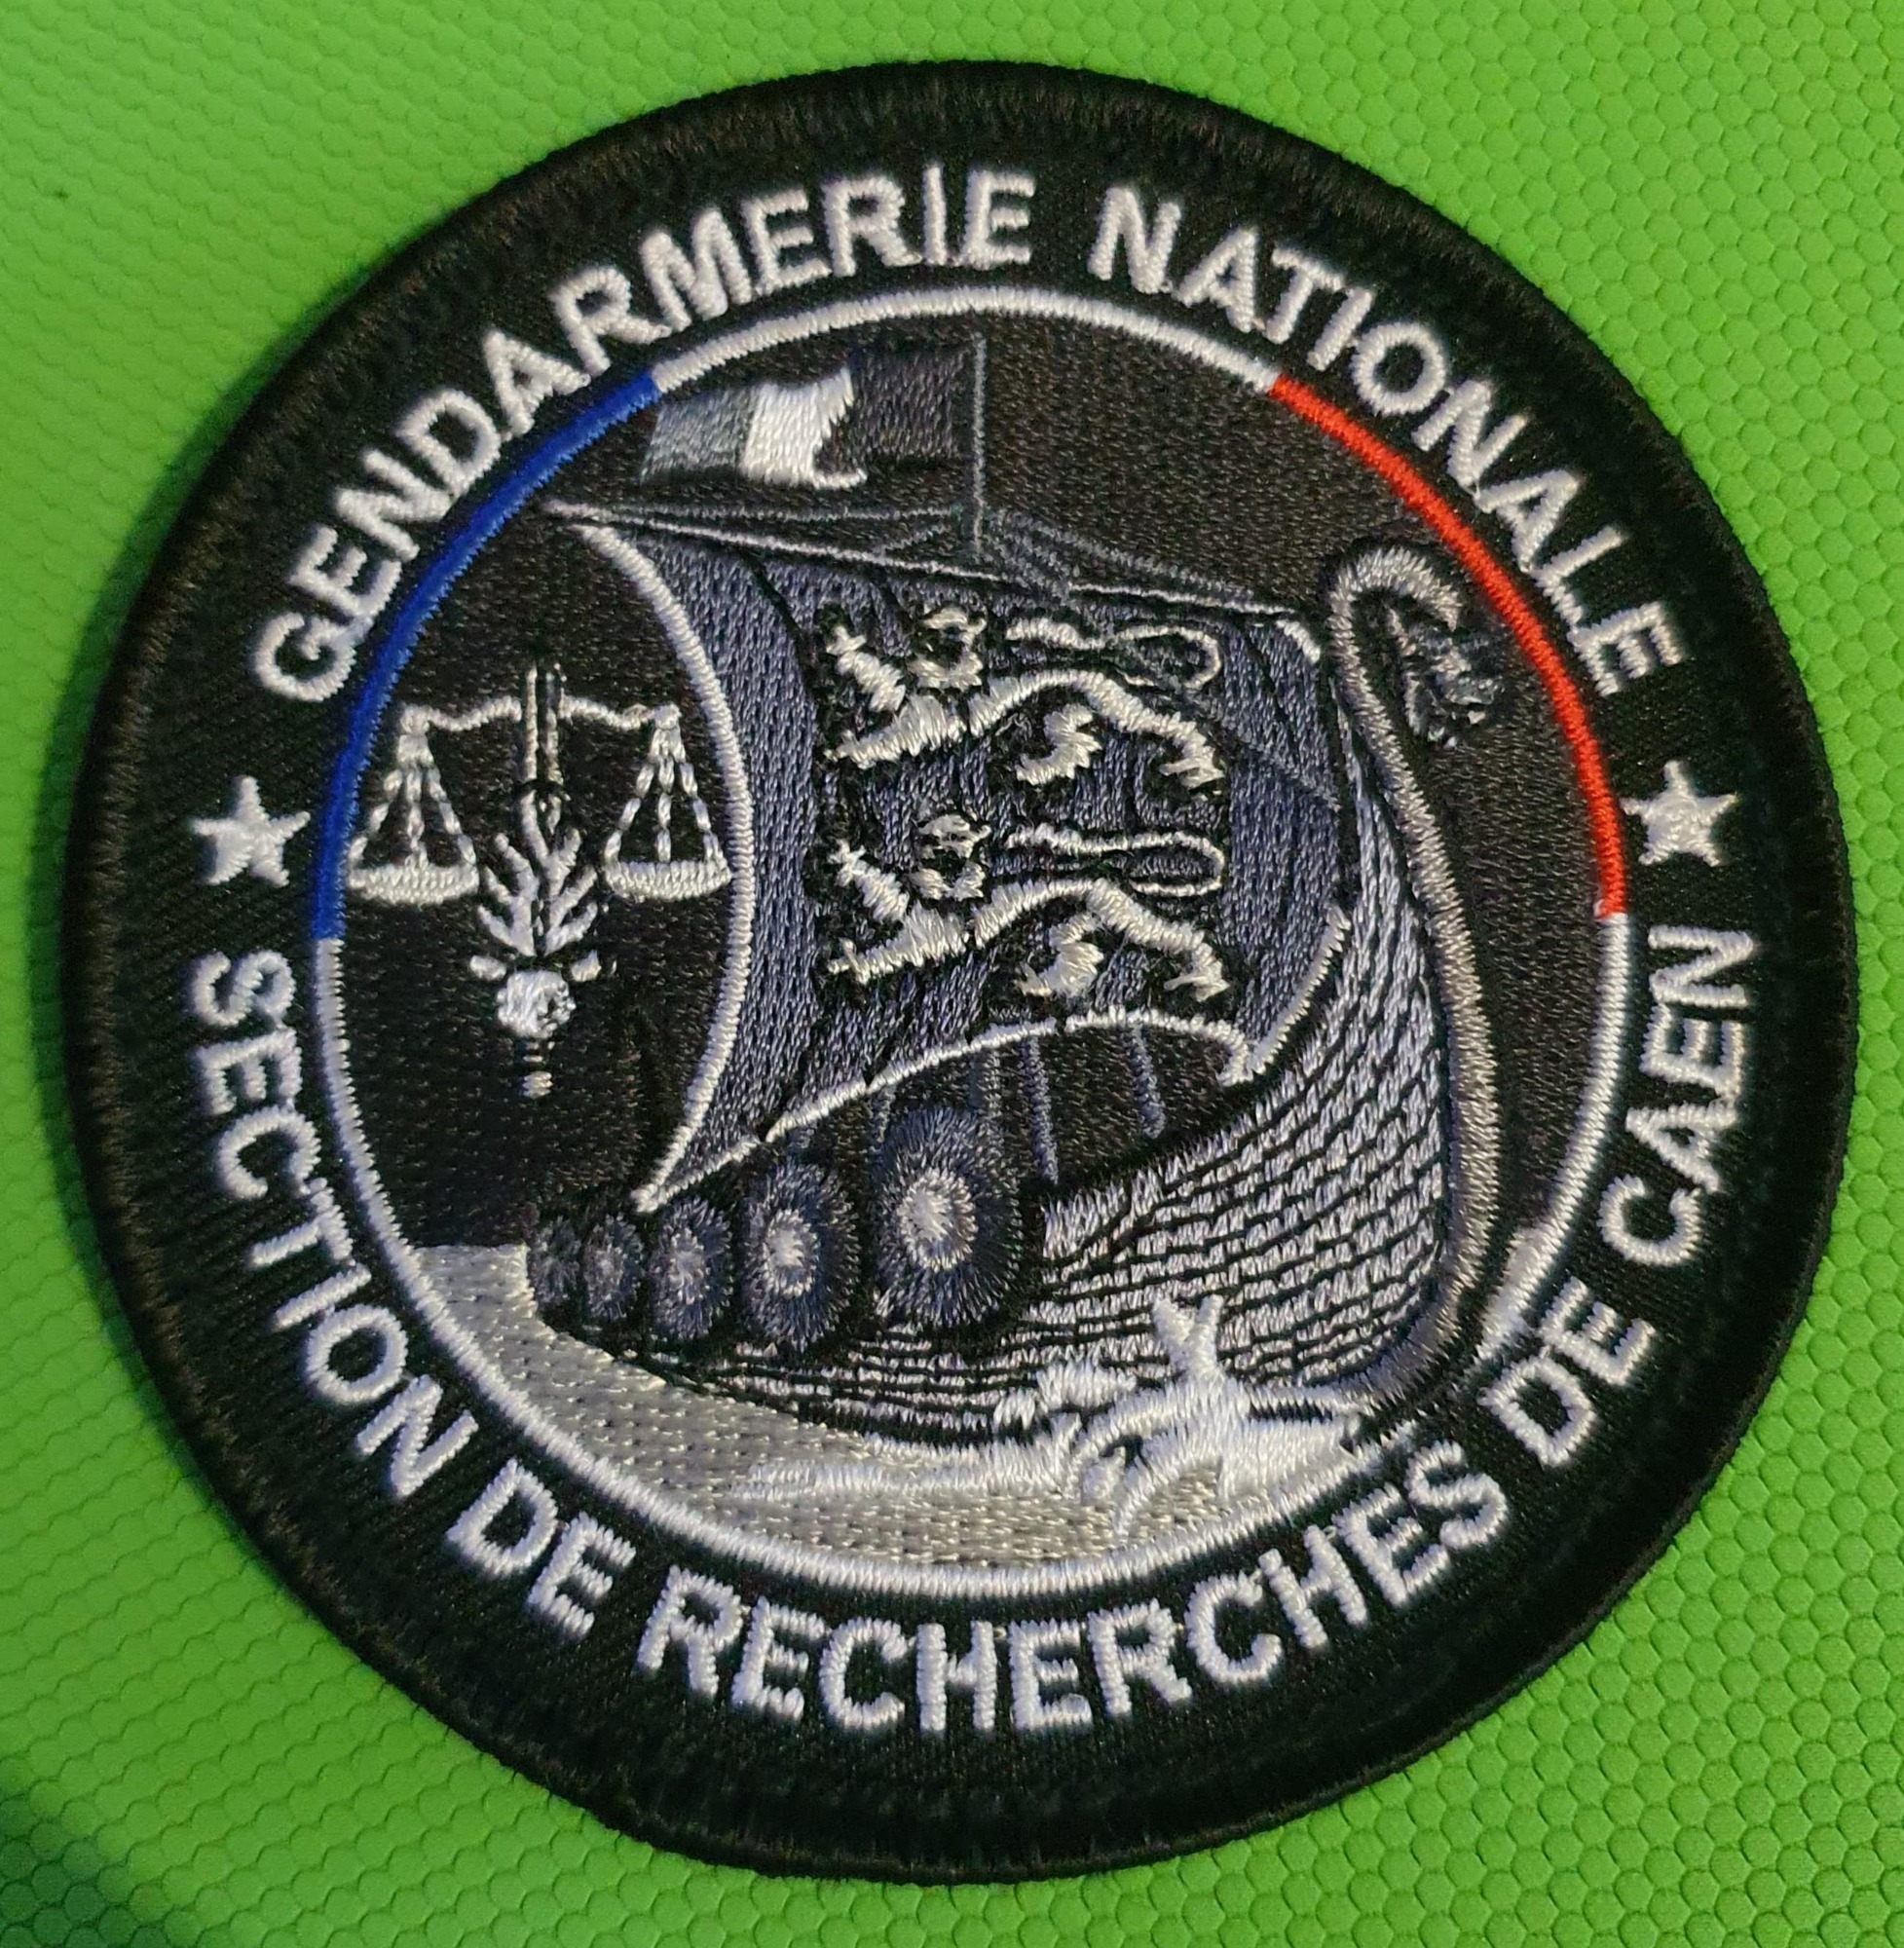 GENDARMERIE NATIONALE
SECTION DE RECHERCHES DE CAEN